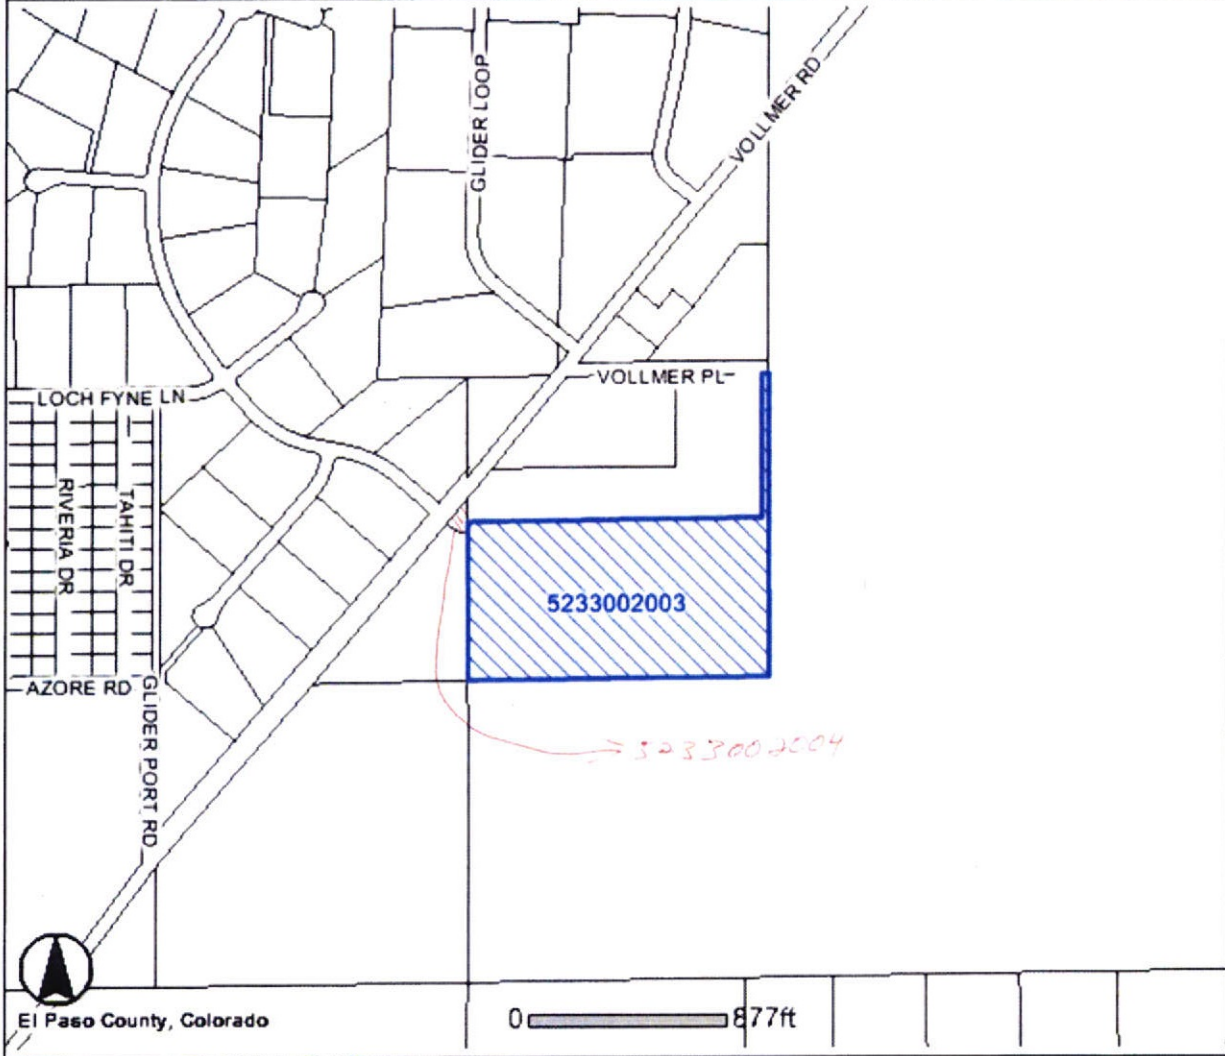 GLIDER LOOP
VOLLMER RD
VOLLMER PL
LOCH FYNE LN
RIVERIA DR
TAHITI DR
5233002003
AZORE RD
GLIDER PORT RD
5233002004
El Paso County, Colorado
0 877ft